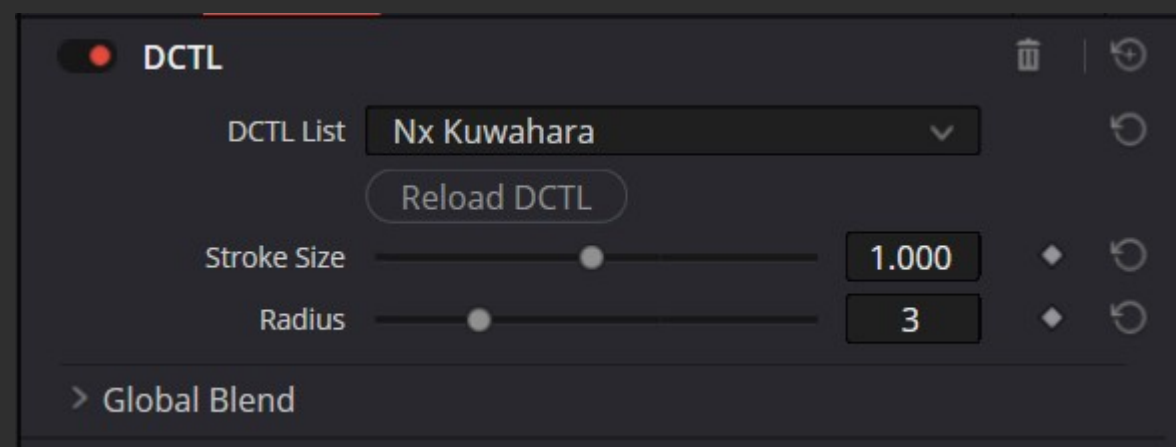 DCTL
DCTL List Nx Kuwahara
Reload DCTL
Stroke Size 1.000
Radius 3
Global Blend